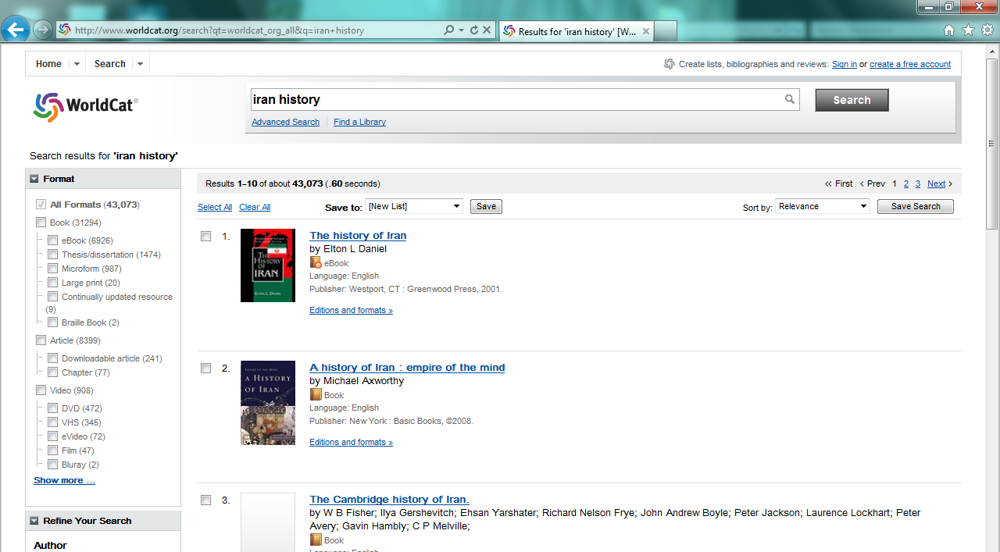 http://www.worldcat.org/search?qt=worldcat_org_all&q=iran+history
Results for 'iran history' [W...
Home
Search
Create lists, bibliographies and reviews: Sign in or create a free account
WorldCat®
iran history
Search
Advanced Search
Find a Library
Search results for 'iran history'
Format
All Formats (43,073)
Book (31294)
eBook (6926)
Thesis/dissertation (1474)
Microform (987)
Large print (20)
Continually updated resource
(9)
Braille Book (2)
Article (8399)
Downloadable article (241)
Chapter (77)
Video (908)
DVD (472)
VHS (345)
eVideo (72)
Film (47)
Bluray (2)
Show more ...
Refine Your Search
Author
Results 1–10 of about 43,073 (.60 seconds)
« First ‹ Prev 1 2 3 Next ›
Select All Clear All
Save to: [New List] Save
Sort by: Relevance Save Search
1.
THE
HISTORY
OF
IRAN
ELTON L. DANIEL
The history of Iran
by Elton L Daniel
eBook
Language: English
Publisher: Westport, CT : Greenwood Press, 2001.
Editions and formats »
2.
EMPIRE OF THE MIND
A HISTORY
OF IRAN
A history of Iran : empire of the mind
by Michael Axworthy
Book
Language: English
Publisher: New York : Basic Books, ©2008.
Editions and formats »
3.
The Cambridge history of Iran.
by W B Fisher; Ilya Gershevitch; Ehsan Yarshater; Richard Nelson Frye; John Andrew Boyle; Peter Jackson; Laurence Lockhart; Peter
Avery; Gavin Hambly; C P Melville;
Book
Language: English